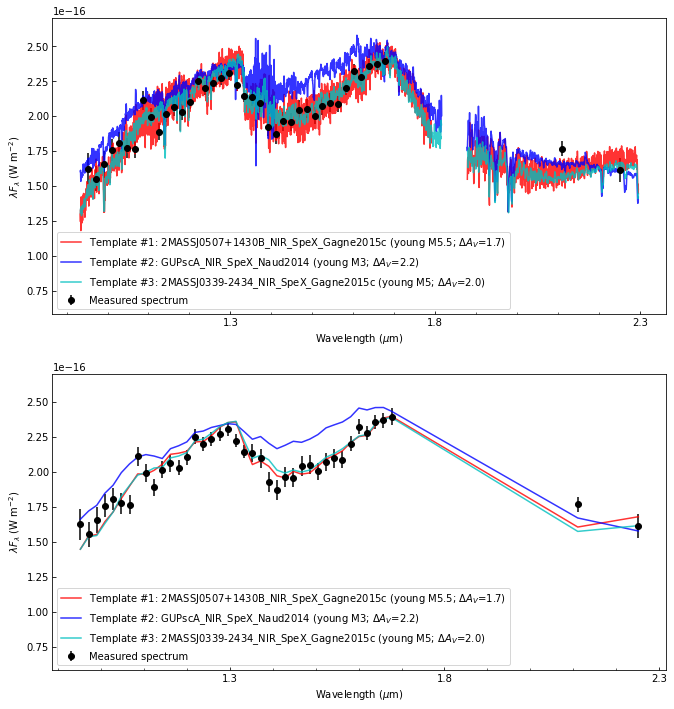 1e−16
2.50
2.25
2.00
1.75
1.50
1.25
1.00
0.75
λF_λ (W m⁻²)
Template #1: 2MASSJ0507+1430B_NIR_SpeX_Gagne2015c (young M5.5; ΔA_V=1.7)
Template #2: GUPscA_NIR_SpeX_Naud2014 (young M3; ΔA_V=2.2)
Template #3: 2MASSJ0339-2434_NIR_SpeX_Gagne2015c (young M5; ΔA_V=2.0)
Measured spectrum
1.3 1.8 2.3
Wavelength (μm)
1e−16
2.50
2.25
2.00
1.75
1.50
1.25
1.00
0.75
λF_λ (W m⁻²)
Template #1: 2MASSJ0507+1430B_NIR_SpeX_Gagne2015c (young M5.5; ΔA_V=1.7)
Template #2: GUPscA_NIR_SpeX_Naud2014 (young M3; ΔA_V=2.2)
Template #3: 2MASSJ0339-2434_NIR_SpeX_Gagne2015c (young M5; ΔA_V=2.0)
Measured spectrum
1.3 1.8 2.3
Wavelength (μm)